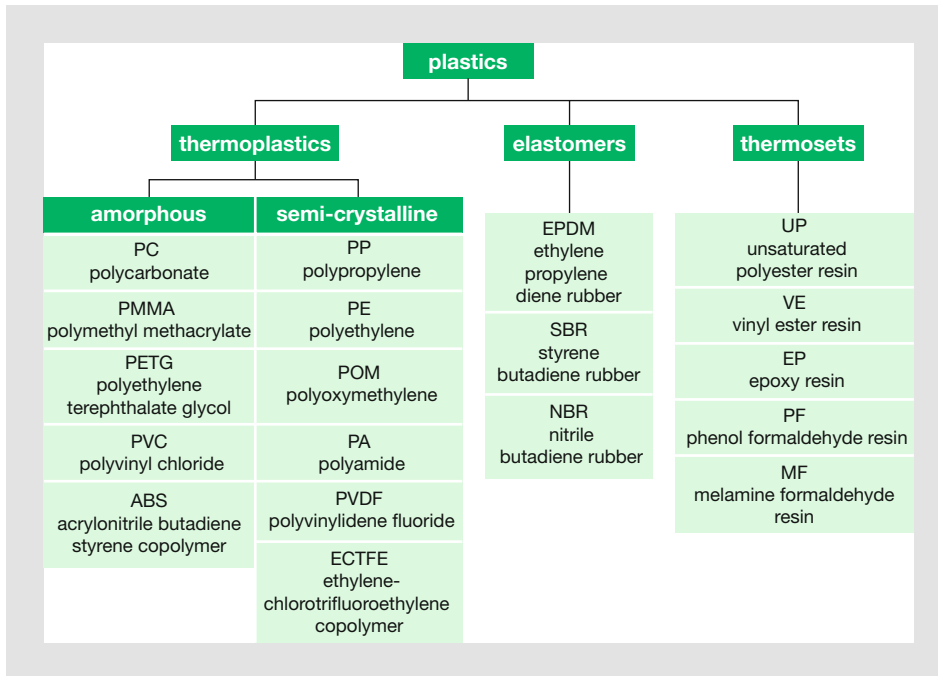 plastics
thermoplastics
elastomers
thermosets
amorphous
semi-crystalline
PC
polycarbonate
PMMA
polymethyl methacrylate
PETG
polyethylene
terephthalate glycol
PVC
polyvinyl chloride
ABS
acrylonitrile butadiene
styrene copolymer
PP
polypropylene
PE
polyethylene
POM
polyoxymethylene
PA
polyamide
PVDF
polyvinylidene fluoride
ECTFE
ethylene-
chlorotrifluoroethylene
copolymer
EPDM
ethylene
propylene
diene rubber
SBR
styrene
butadiene rubber
NBR
nitrile
butadiene rubber
UP
unsaturated
polyester resin
VE
vinyl ester resin
EP
epoxy resin
PF
phenol formaldehyde resin
MF
melamine formaldehyde
resin